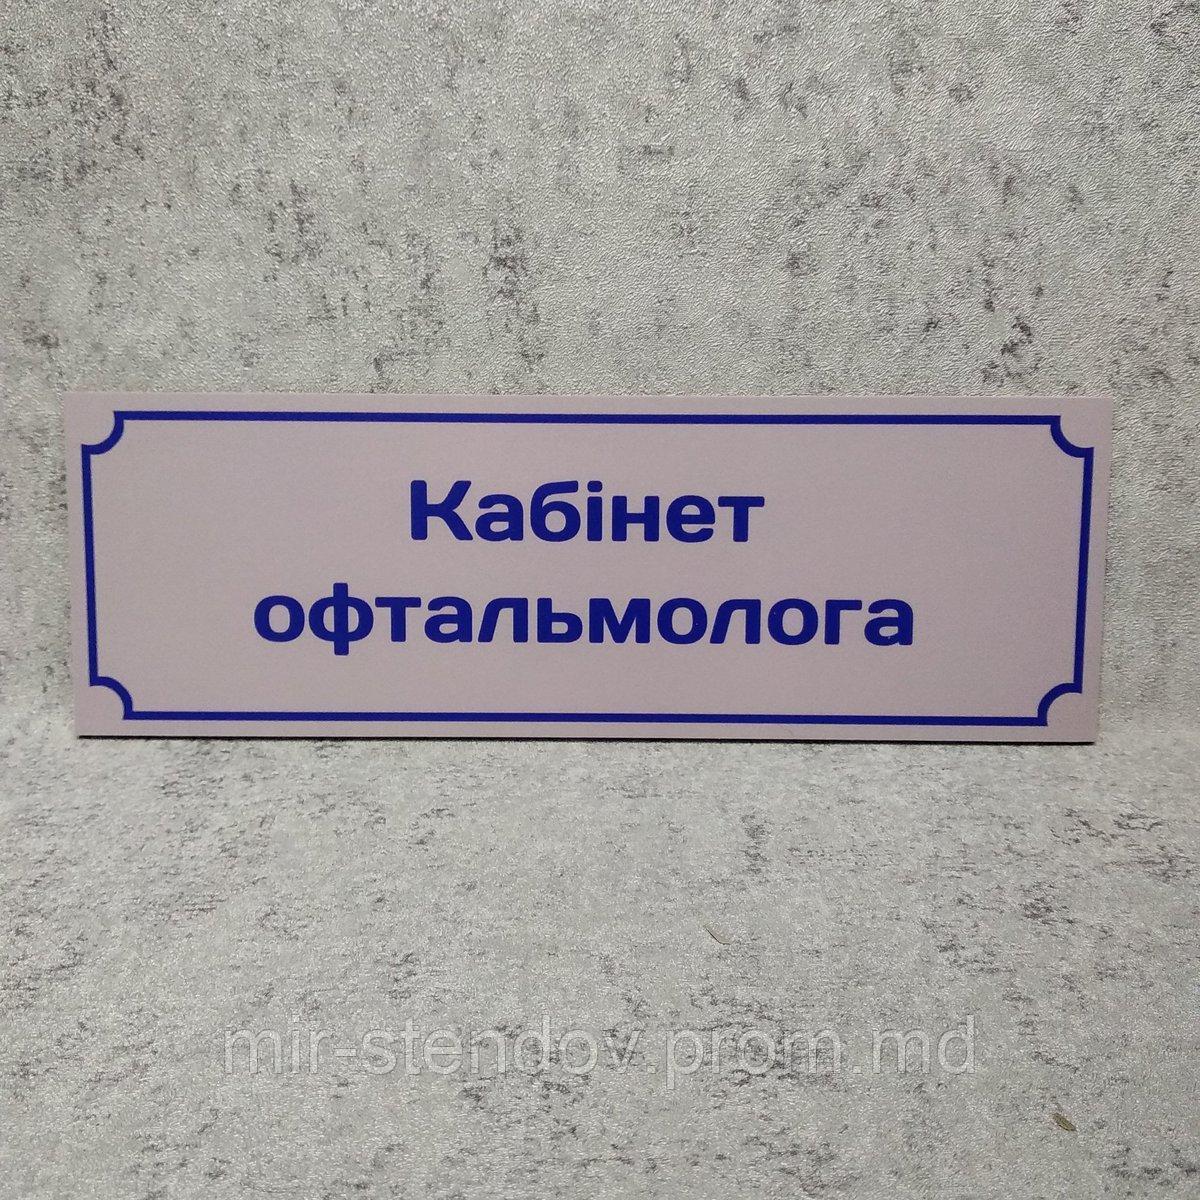 Кабінет
офтальмолога
mir-stendov.prom.md